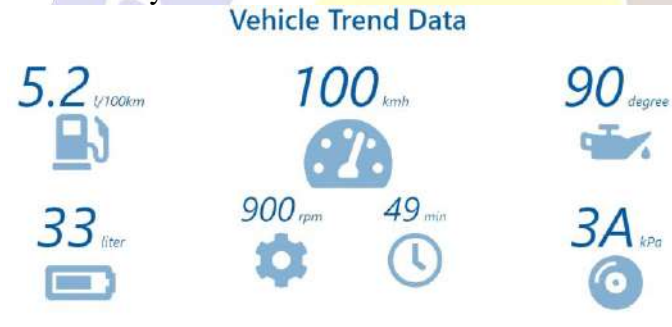 Vehicle Trend Data
5.2 l/100km
100 kmh
90 degree
900 rpm
49 min
33 liter
3A kPa